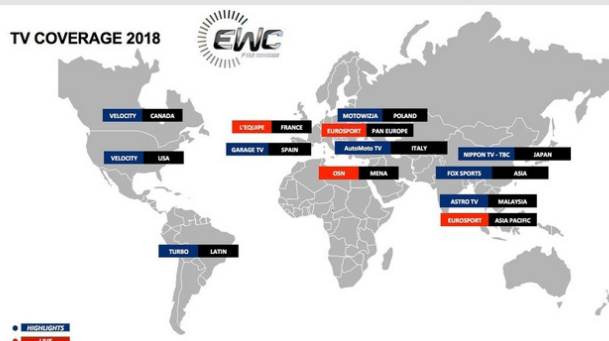 TV COVERAGE 2018
EWC
VELOCITY CANADA
MOTOWIZJA POLAND
L'EQUIPE FRANCE
EUROSPORT PAN EUROPE
GARAGE TV SPAIN
AutoMoto TV ITALY
NIPPON TV - TBC JAPAN
VELOCITY USA
OSN MENA
FOX SPORTS ASIA
ASTRO TV MALAYSIA
EUROSPORT ASIA PACIFIC
TURBO LATIN
HIGHLIGHTS
LIVE